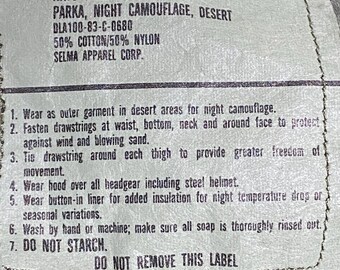 PARKA, NIGHT CAMOUFLAGE, DESERT
DLA100-83-C-0680
50% COTTON/50% NYLON
SELMA APPAREL CORP.
1. Wear as outer garment in desert areas for night camouflage.
2. Fasten drawstrings at waist, bottom, neck and around face to protect
against wind and blowing sand.
3. Tie drawstring around each thigh to provide greater freedom of
movement.
4. Wear hood over all headgear including steel helmet.
5. Wear button-in liner for added insulation for night temperature drop or
seasonal variations.
6. Wash by hand or machine; make sure all soap is thoroughly rinsed out.
7. DO NOT STARCH.
DO NOT REMOVE THIS LABEL